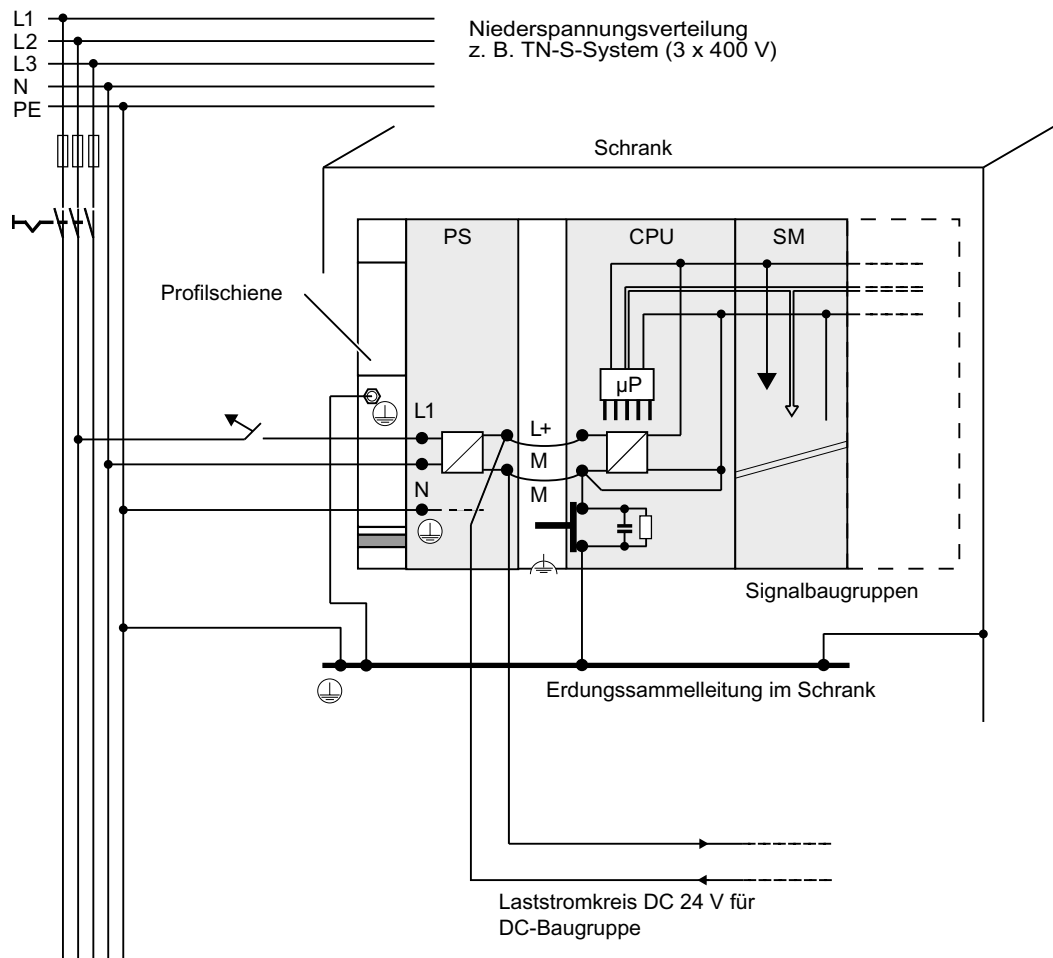 L1
L2
L3
N
PE
Niederspannungsverteilung
z. B. TN-S-System (3 x 400 V)
Schrank
PS
CPU
SM
Profilschiene
µP
L1
L+
M
N
M
Signalbaugruppen
Erdungssammelleitung im Schrank
Laststromkreis DC 24 V für
DC-Baugruppe